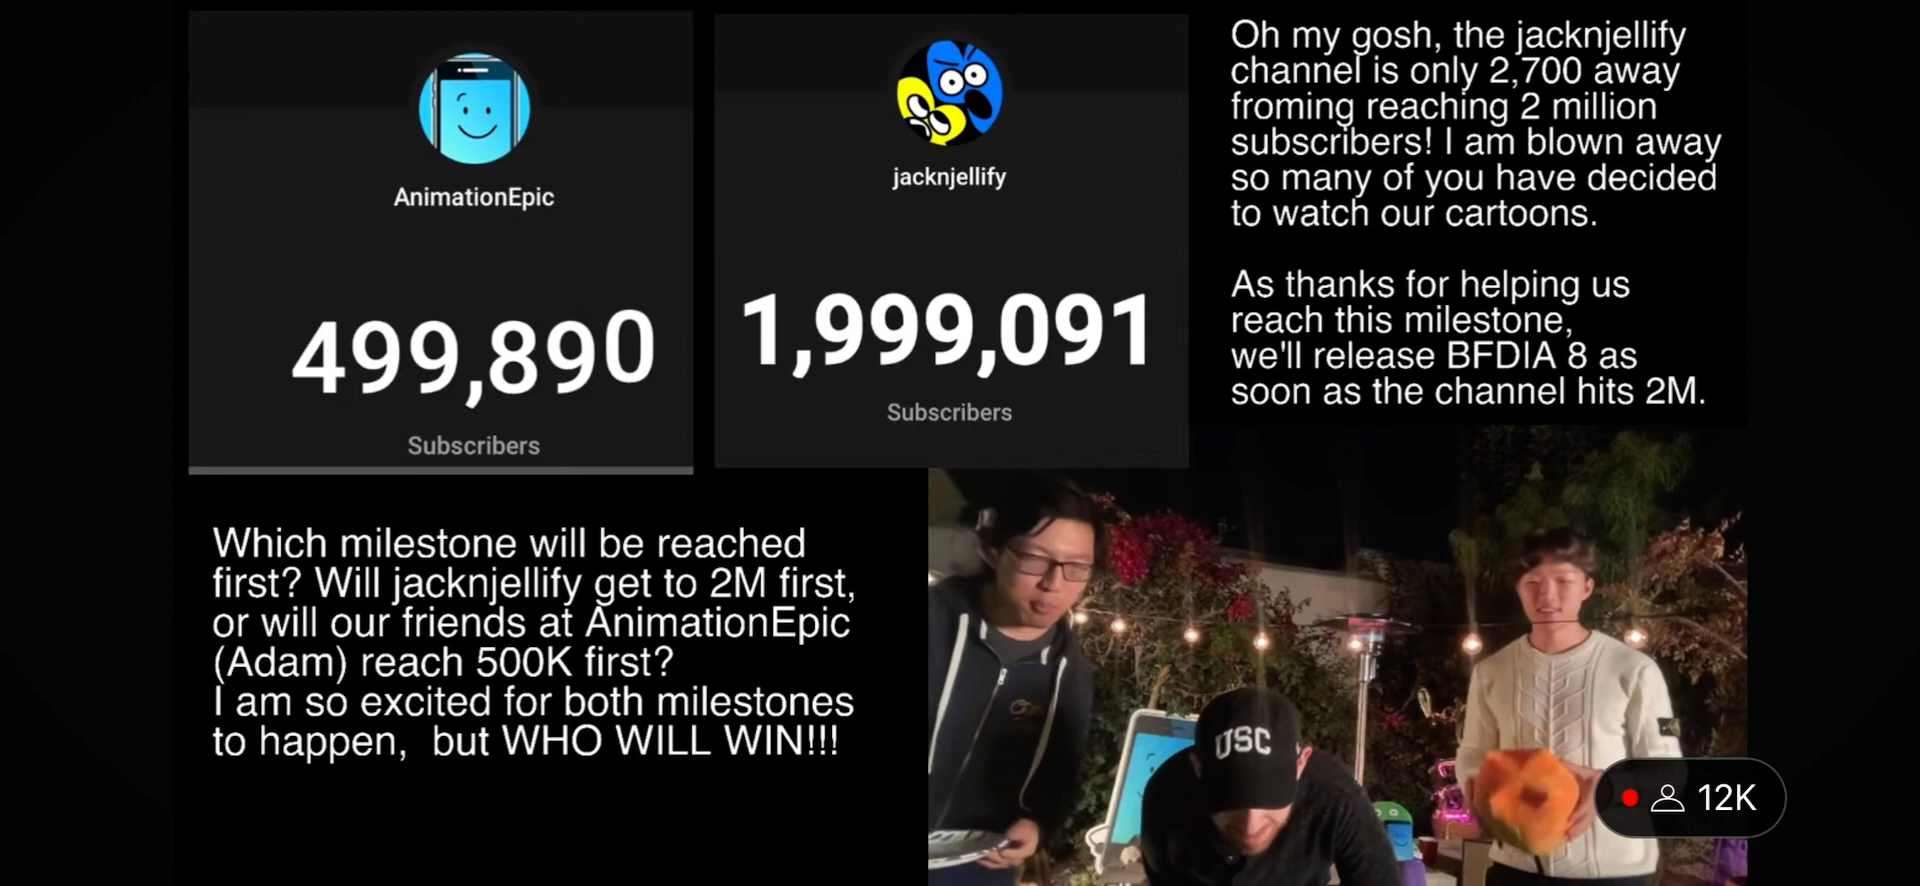 AnimationEpic
499,890
Subscribers
jacknjellify
1,999,091
Subscribers
Oh my gosh, the jacknjellify
channel is only 2,700 away
froming reaching 2 million
subscribers! I am blown away
so many of you have decided
to watch our cartoons.
As thanks for helping us
reach this milestone,
we'll release BFDIA 8 as
soon as the channel hits 2M.
Which milestone will be reached
first? Will jacknjellify get to 2M first,
or will our friends at AnimationEpic
(Adam) reach 500K first?
I am so excited for both milestones
to happen,  but WHO WILL WIN!!!
USC
12K